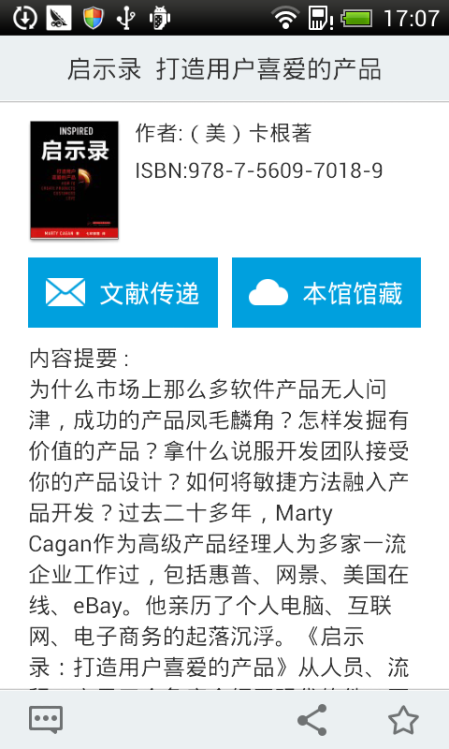 17:07
启示录 打造用户喜爱的产品
INSPIRED
启示录
MARTY CAGAN
作者:（美）卡根著
ISBN:978-7-5609-7018-9
文献传递
本馆馆藏
内容提要：
为什么市场上那么多软件产品无人问
津，成功的产品凤毛麟角？怎样发掘有
价值的产品？拿什么说服开发团队接受
你的产品设计？如何将敏捷方法融入产
品开发？过去二十多年，Marty
Cagan作为高级产品经理人为多家一流
企业工作过，包括惠普、网景、美国在
线、eBay。他亲历了个人电脑、互联
网、电子商务的起落沉浮。《启示
录：打造用户喜爱的产品》从人员、流